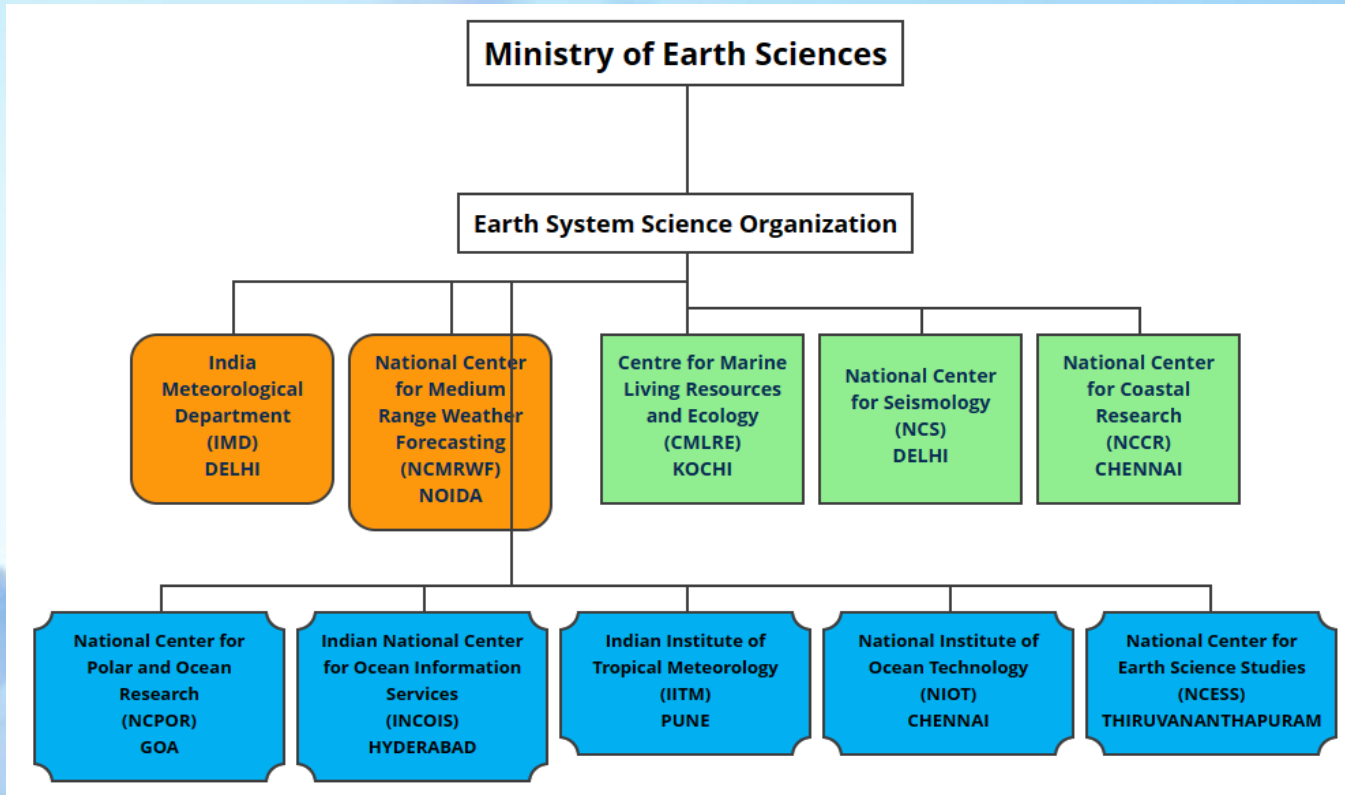 Ministry of Earth Sciences
Earth System Science Organization
India
Meteorological
Department
(IMD)
DELHI
National Center
for Medium
Range Weather
Forecasting
(NCMRWF)
NOIDA
Centre for Marine
Living Resources
and Ecology
(CMLRE)
KOCHI
National Center
for Seismology
(NCS)
DELHI
National Center
for Coastal
Research
(NCCR)
CHENNAI
National Center for
Polar and Ocean
Research
(NCPOR)
GOA
Indian National Center
for Ocean Information
Services
(INCOIS)
HYDERABAD
Indian Institute of
Tropical Meteorology
(IITM)
PUNE
National Institute of
Ocean Technology
(NIOT)
CHENNAI
National Center for
Earth Science Studies
(NCESS)
THIRUVANANTHAPURAM